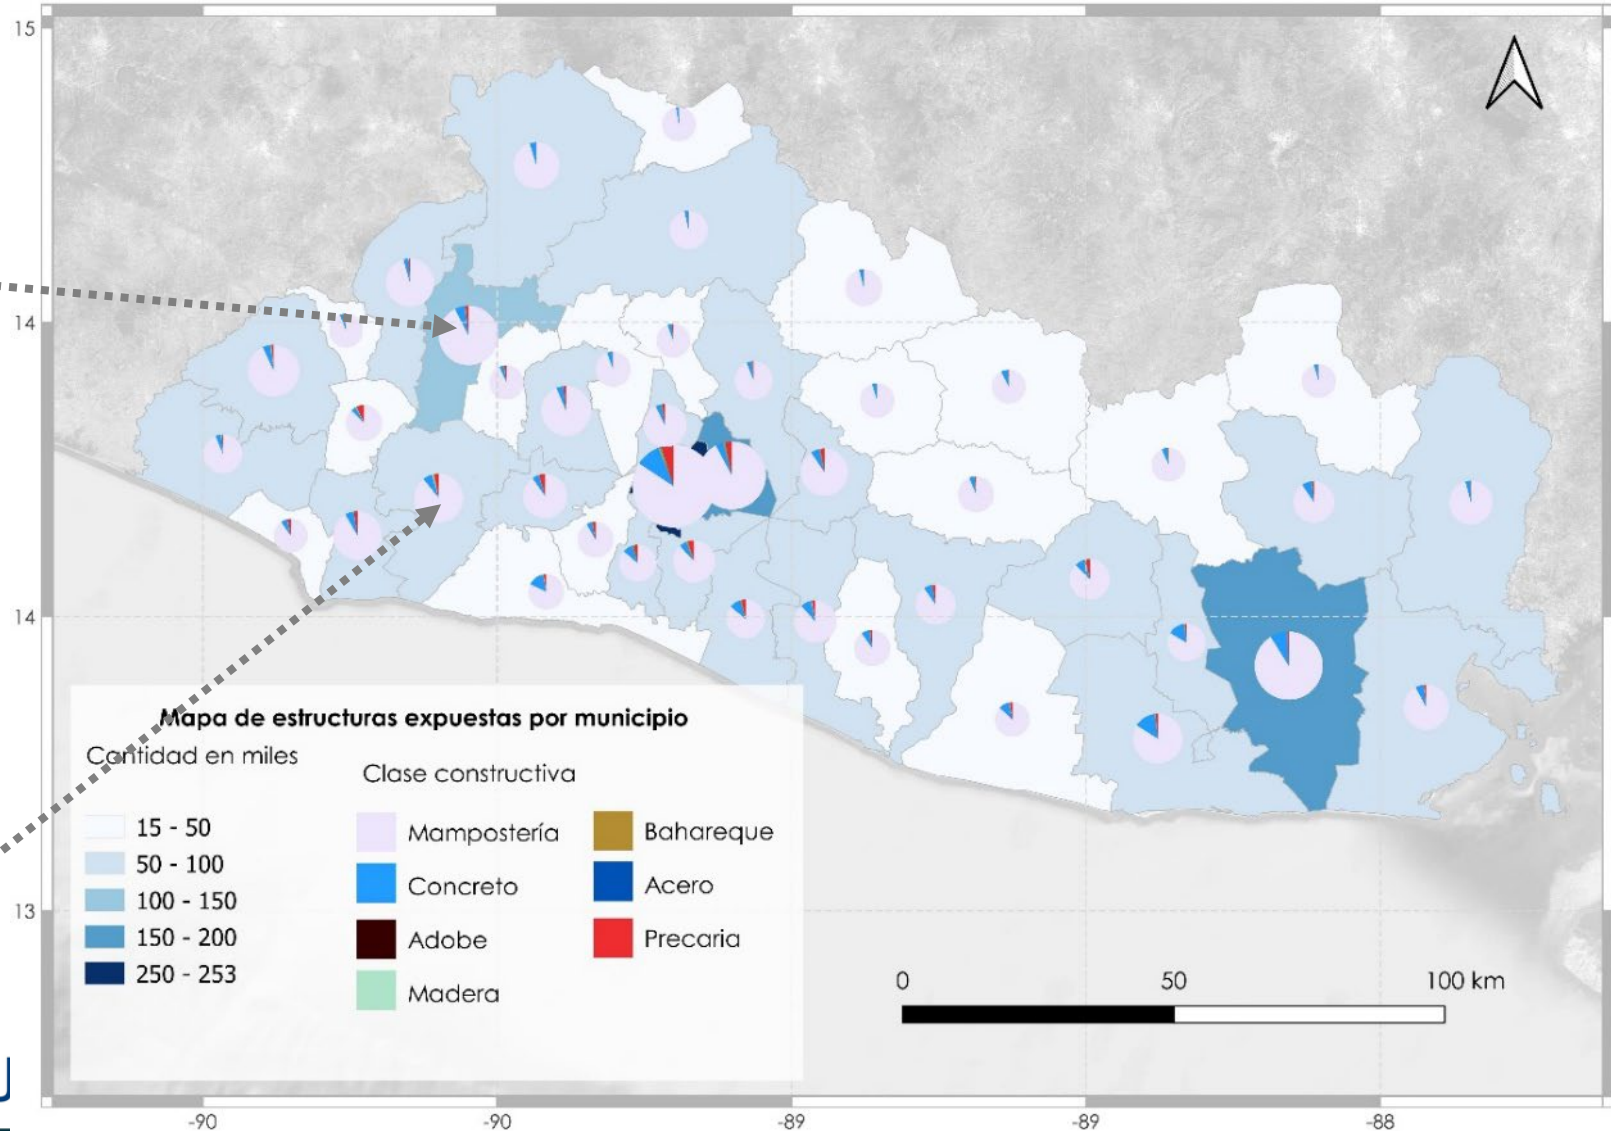 15
14
14
13
-90
-90
-89
-89
-88
Mapa de estructuras expuestas por municipio
Cantidad en miles
15 - 50
50 - 100
100 - 150
150 - 200
250 - 253
Clase constructiva
Mampostería
Concreto
Adobe
Madera
Bahareque
Acero
Precaria
0 50 100 km